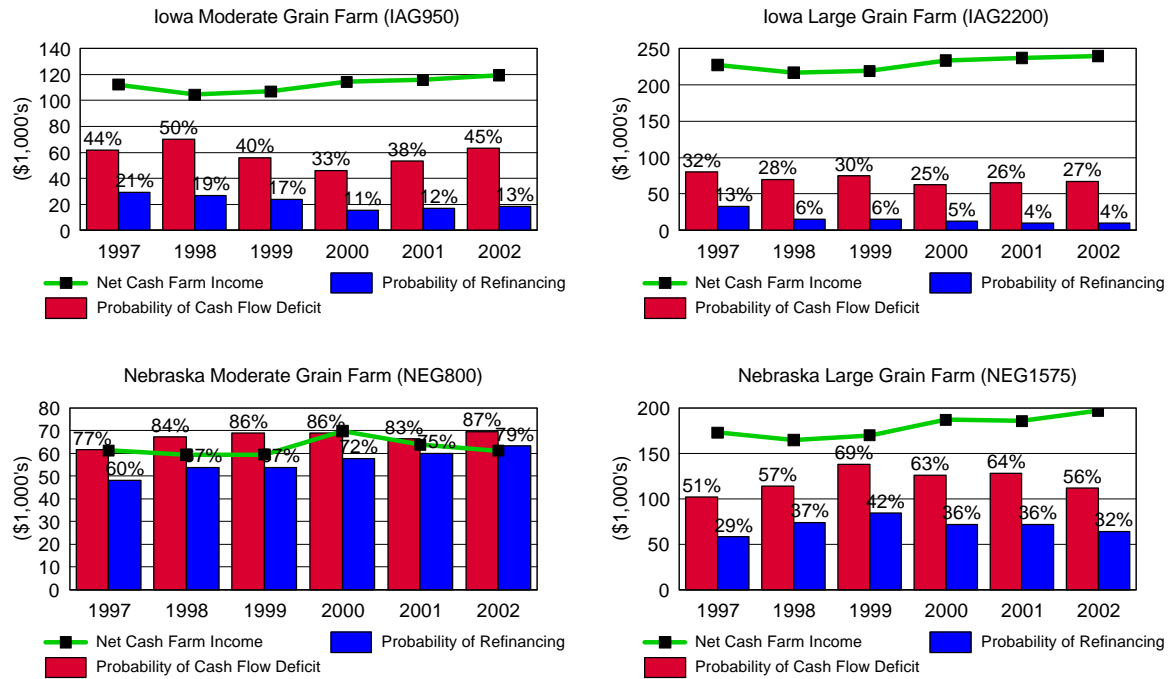 Iowa Moderate Grain Farm (IAG950)
140
120
100
80
60
40
20
0
($1,000's)
44% 50% 40% 33% 38% 45%
21% 19% 17% 11% 12% 13%
1997 1998 1999 2000 2001 2002
Net Cash Farm Income
Probability of Refinancing
Probability of Cash Flow Deficit
Iowa Large Grain Farm (IAG2200)
250
200
150
100
50
0
($1,000's)
32% 28% 30% 25% 26% 27%
13% 6% 6% 5% 4% 4%
1997 1998 1999 2000 2001 2002
Net Cash Farm Income
Probability of Refinancing
Probability of Cash Flow Deficit
Nebraska Moderate Grain Farm (NEG800)
80
70
60
50
40
30
20
10
0
($1,000's)
77% 84% 86% 86% 83% 87%
60% 72% 75% 79%
1997 1998 1999 2000 2001 2002
Net Cash Farm Income
Probability of Refinancing
Probability of Cash Flow Deficit
Nebraska Large Grain Farm (NEG1575)
200
150
100
50
0
($1,000's)
51% 57% 69% 63% 64% 56%
29% 37% 42% 36% 36% 32%
1997 1998 1999 2000 2001 2002
Net Cash Farm Income
Probability of Refinancing
Probability of Cash Flow Deficit